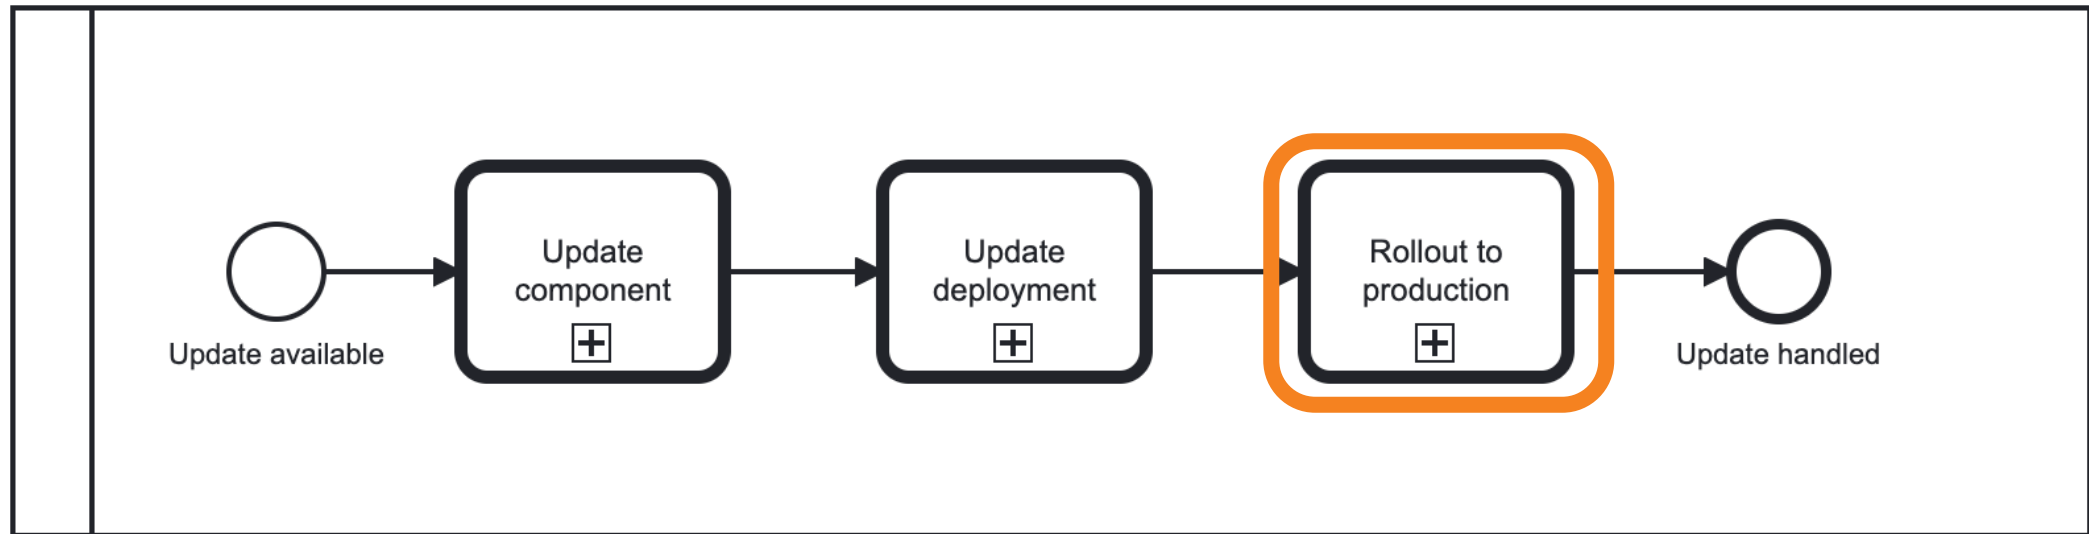 Update available
Update
component
Update
deployment
Rollout to
production
Update handled